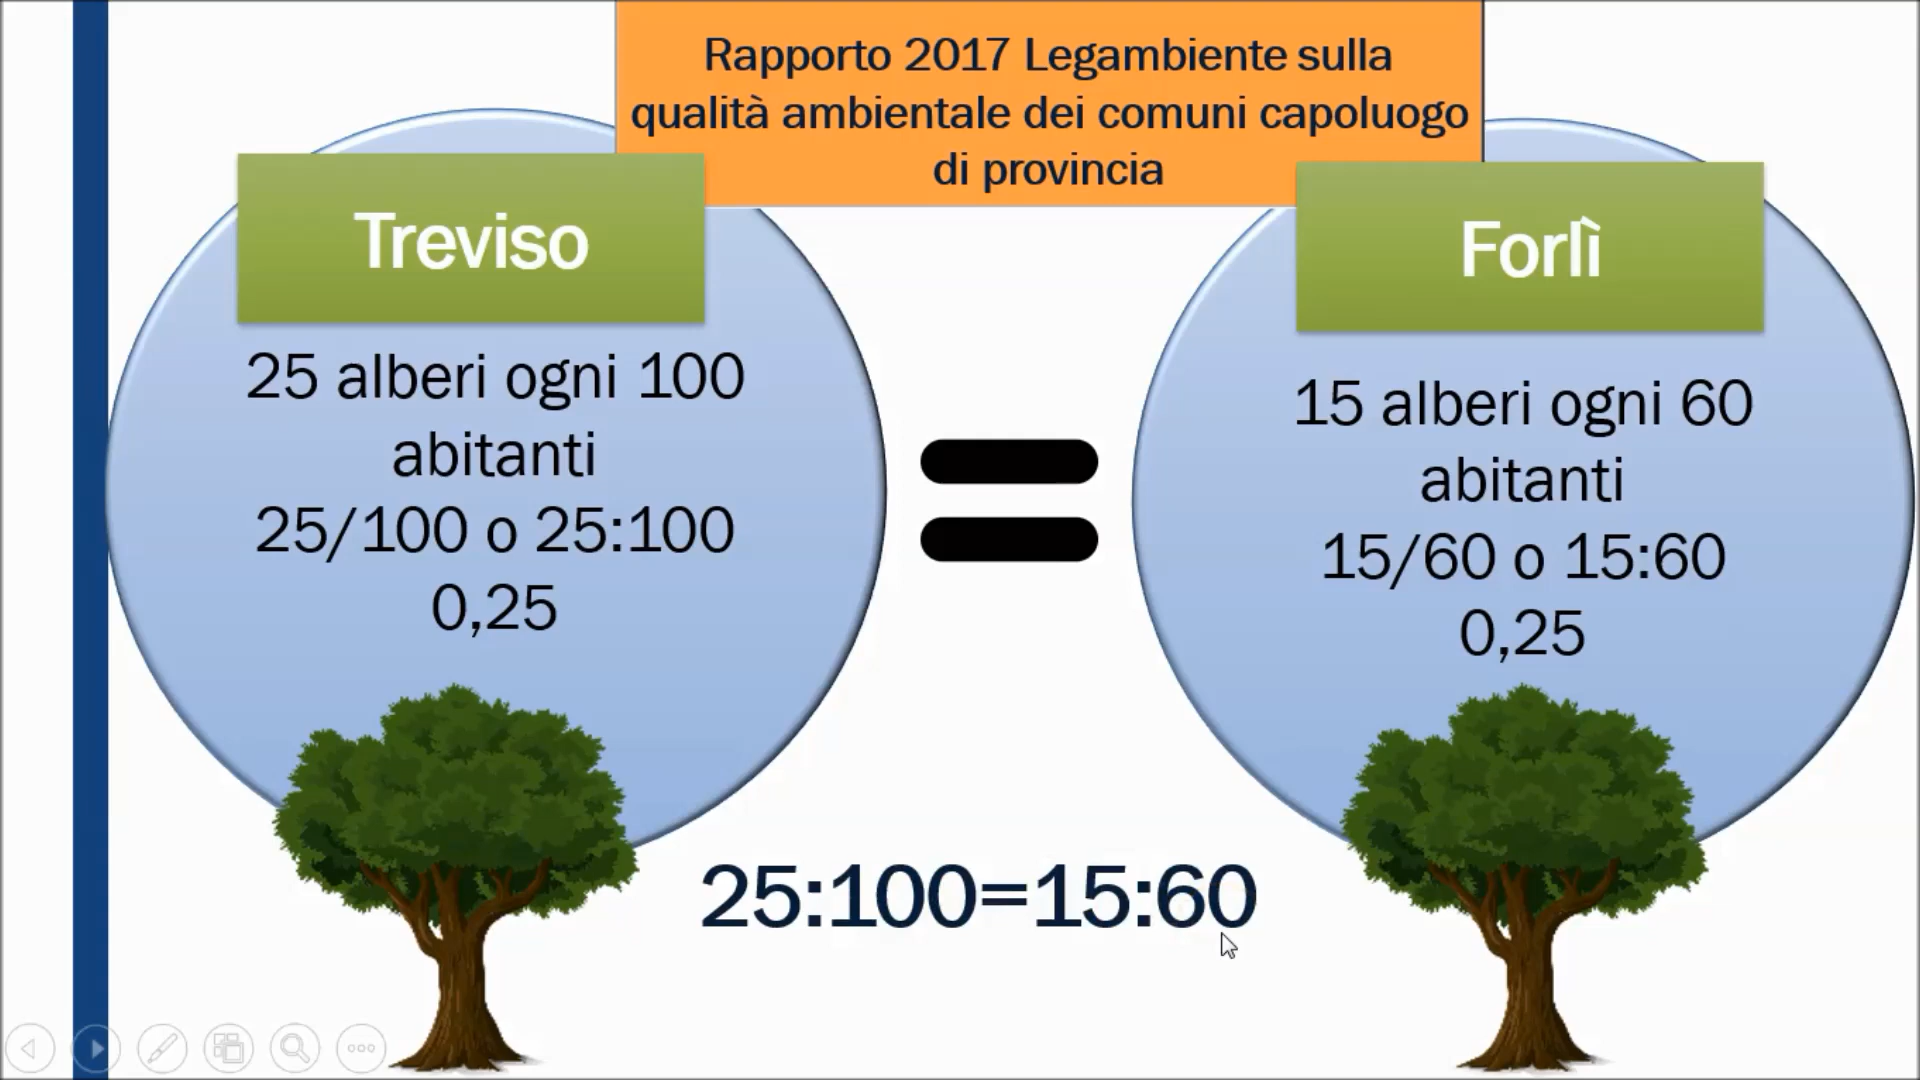 Rapporto 2017 Legambiente sulla
qualità ambientale dei comuni capoluogo
di provincia
Treviso
25 alberi ogni 100
abitanti
25/100 o 25:100
0,25
Forlì
15 alberi ogni 60
abitanti
15/60 o 15:60
0,25
25:100=15:60